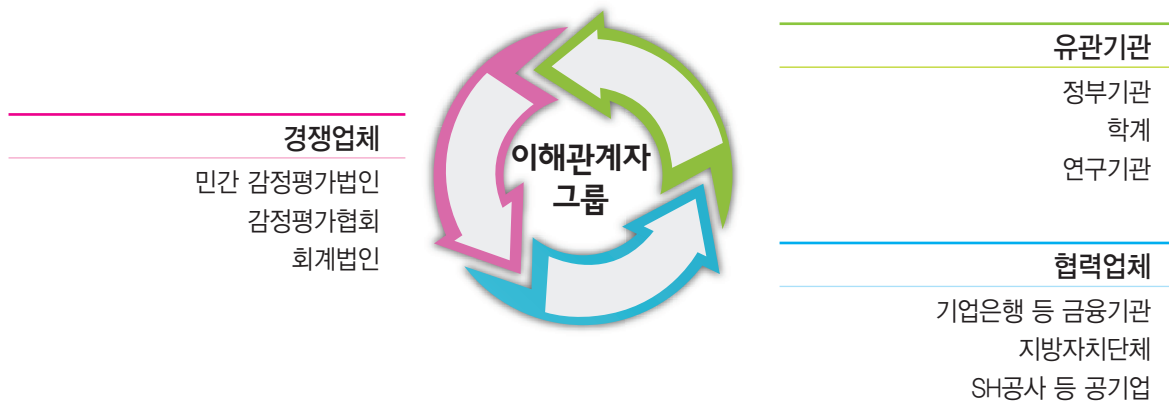 경쟁업체
민간 감정평가법인
감정평가협회
회계법인
이해관계자
그룹
유관기관
정부기관
학계
연구기관
협력업체
기업은행 등 금융기관
지방자치단체
SH공사 등 공기업